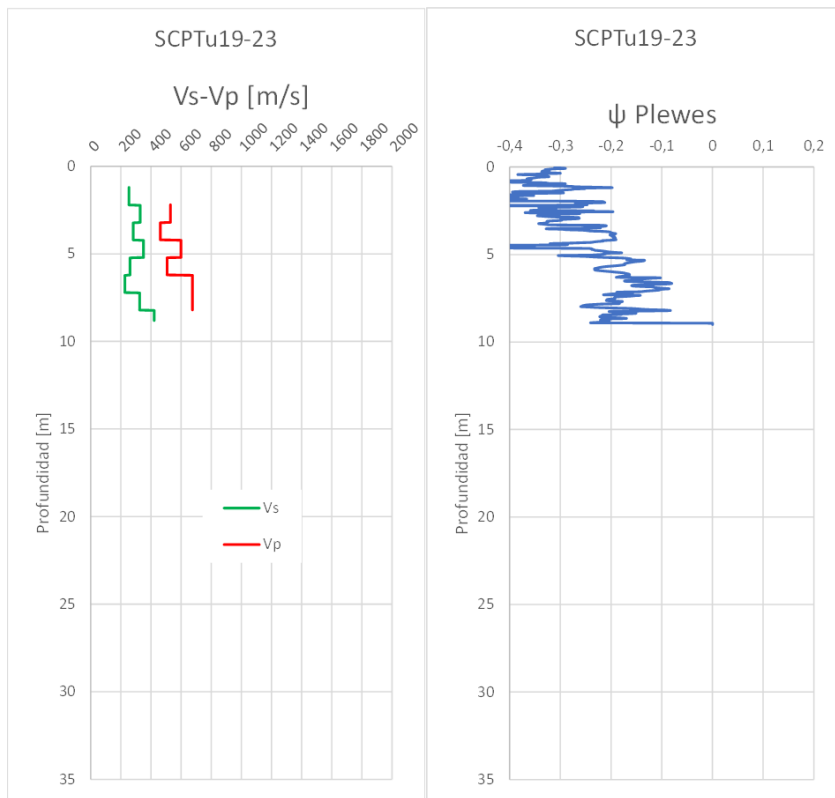 SCPTu19-23
Vs-Vp [m/s]
0 200 400 600 800 1000 1200 1400 1600 1800 2000
0
5
10
15
20
25
30
35
Profundidad [m]
Vs
Vp
SCPTu19-23
ψ Plewes
-0,4 -0,3 -0,2 -0,1 0 0,1 0,2
0
5
10
15
20
25
30
35
Profundidad [m]